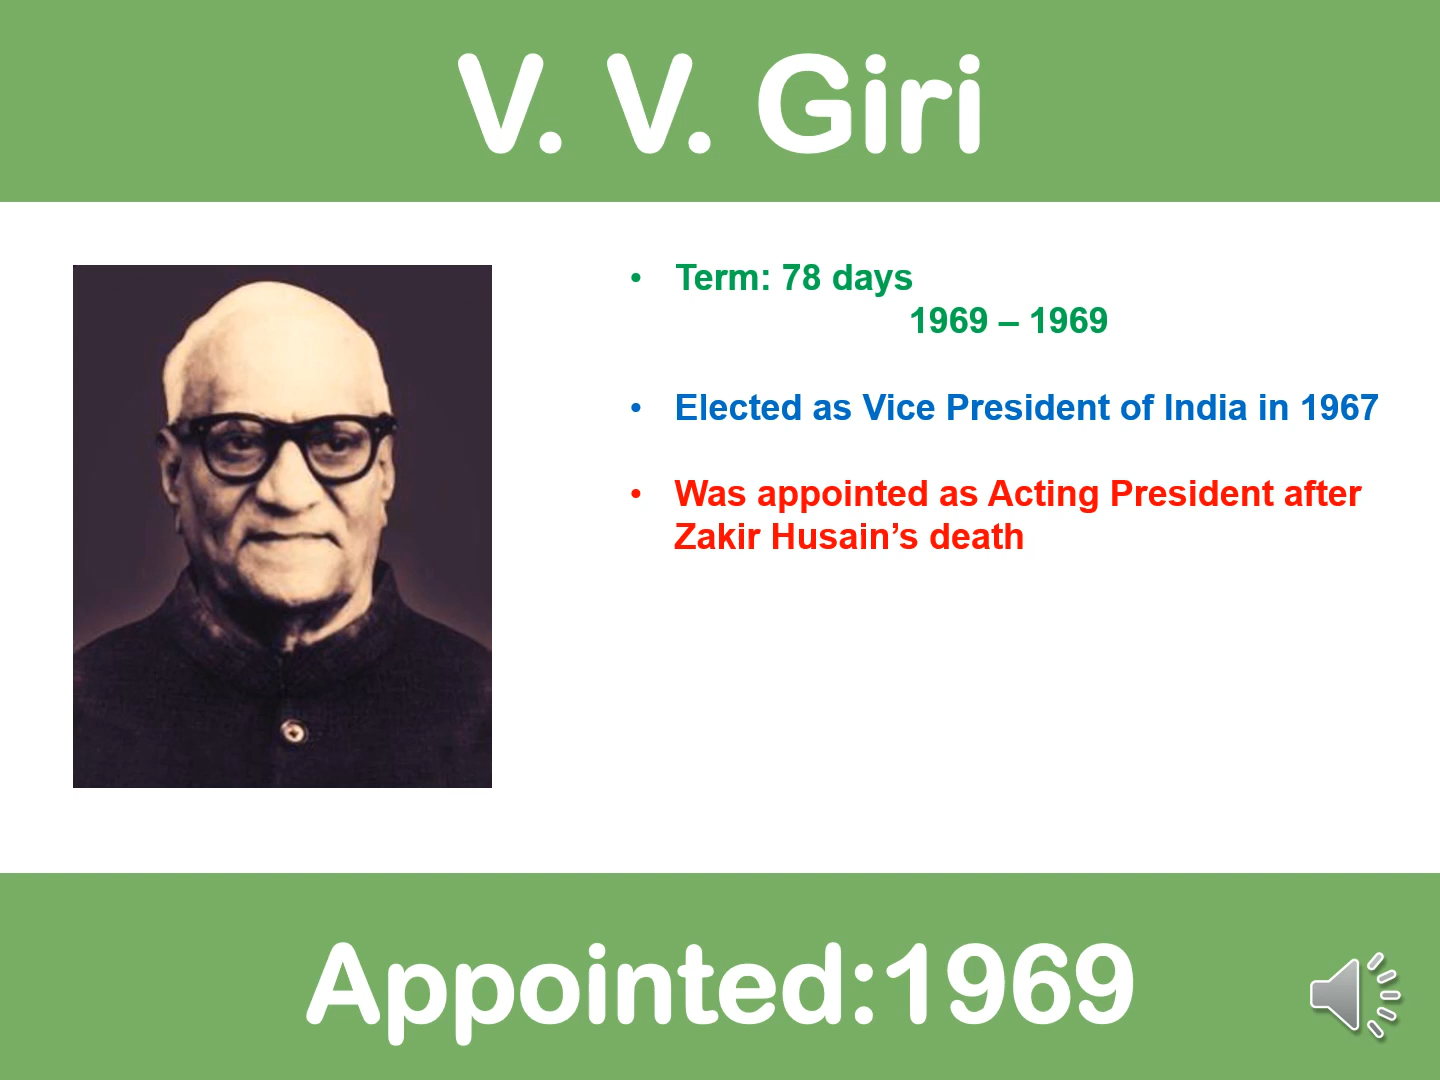 V. V. Giri
• Term: 78 days
1969 – 1969
• Elected as Vice President of India in 1967
• Was appointed as Acting President after
Zakir Husain’s death
Appointed:1969